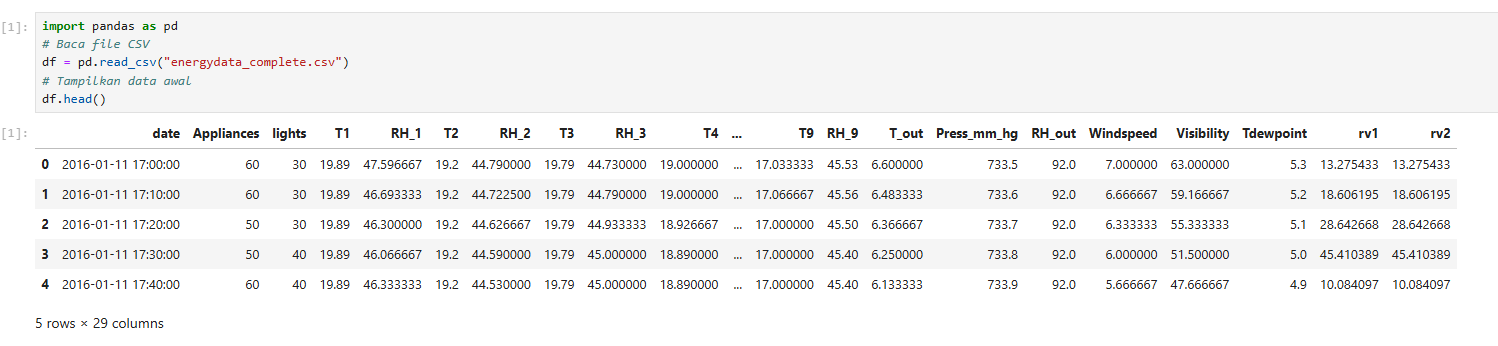 [1]: import pandas as pd
# Baca file CSV
df = pd.read_csv("energydata_complete.csv")
# Tampilkan data awal
df.head()
[1]: date Appliances lights T1 RH_1 T2 RH_2 T3 RH_3 T4 ... T9 RH_9 T_out Press_mm_hg RH_out Windspeed Visibility Tdewpoint rv1 rv2
0 2016-01-11 17:00:00 60 30 19.89 47.596667 19.2 44.790000 19.79 44.730000 19.000000 ... 17.033333 45.53 6.600000 733.5 92.0 7.000000 63.000000 5.3 13.275433 13.275433
1 2016-01-11 17:10:00 60 30 19.89 46.693333 19.2 44.722500 19.79 44.790000 19.000000 ... 17.066667 45.56 6.483333 733.6 92.0 6.666667 59.166667 5.2 18.606195 18.606195
2 2016-01-11 17:20:00 50 30 19.89 46.300000 19.2 44.626667 19.79 44.933333 18.926667 ... 17.000000 45.50 6.366667 733.7 92.0 6.333333 55.333333 5.1 28.642668 28.642668
3 2016-01-11 17:30:00 50 40 19.89 46.066667 19.2 44.590000 19.79 45.000000 18.890000 ... 17.000000 45.40 6.250000 733.8 92.0 6.000000 51.500000 5.0 45.410389 45.410389
4 2016-01-11 17:40:00 60 40 19.89 46.333333 19.2 44.530000 19.79 45.000000 18.890000 ... 17.000000 45.40 6.133333 733.9 92.0 5.666667 47.666667 4.9 10.084097 10.084097
5 rows × 29 columns